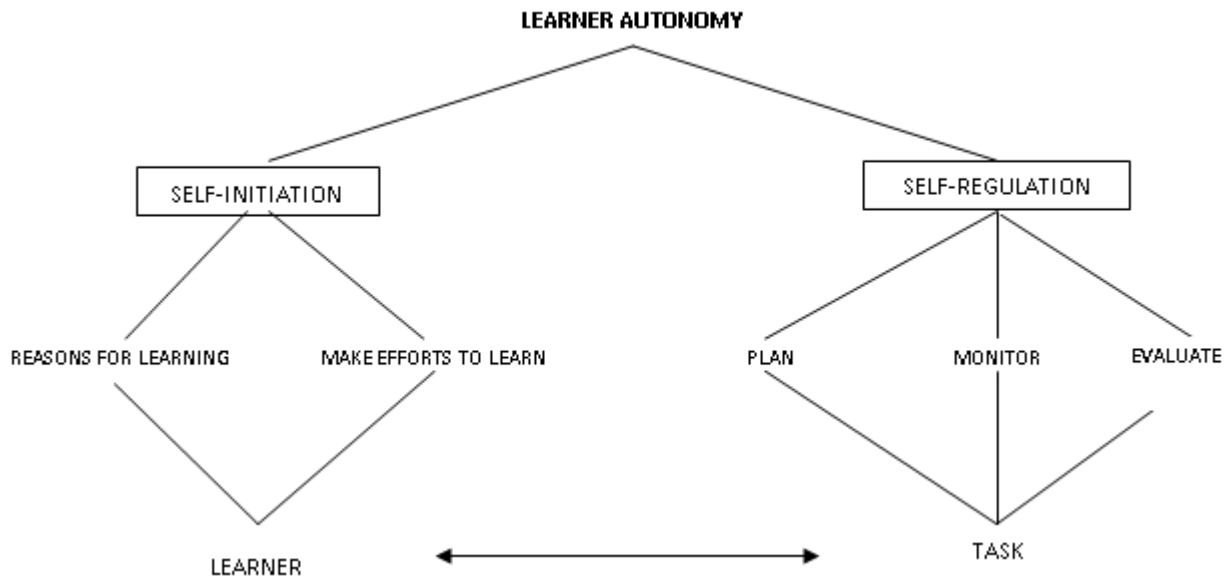 LEARNER AUTONOMY
SELF-INITIATION
SELF-REGULATION
REASONS FOR LEARNING
MAKE EFFORTS TO LEARN
PLAN
MONITOR
EVALUATE
LEARNER
TASK